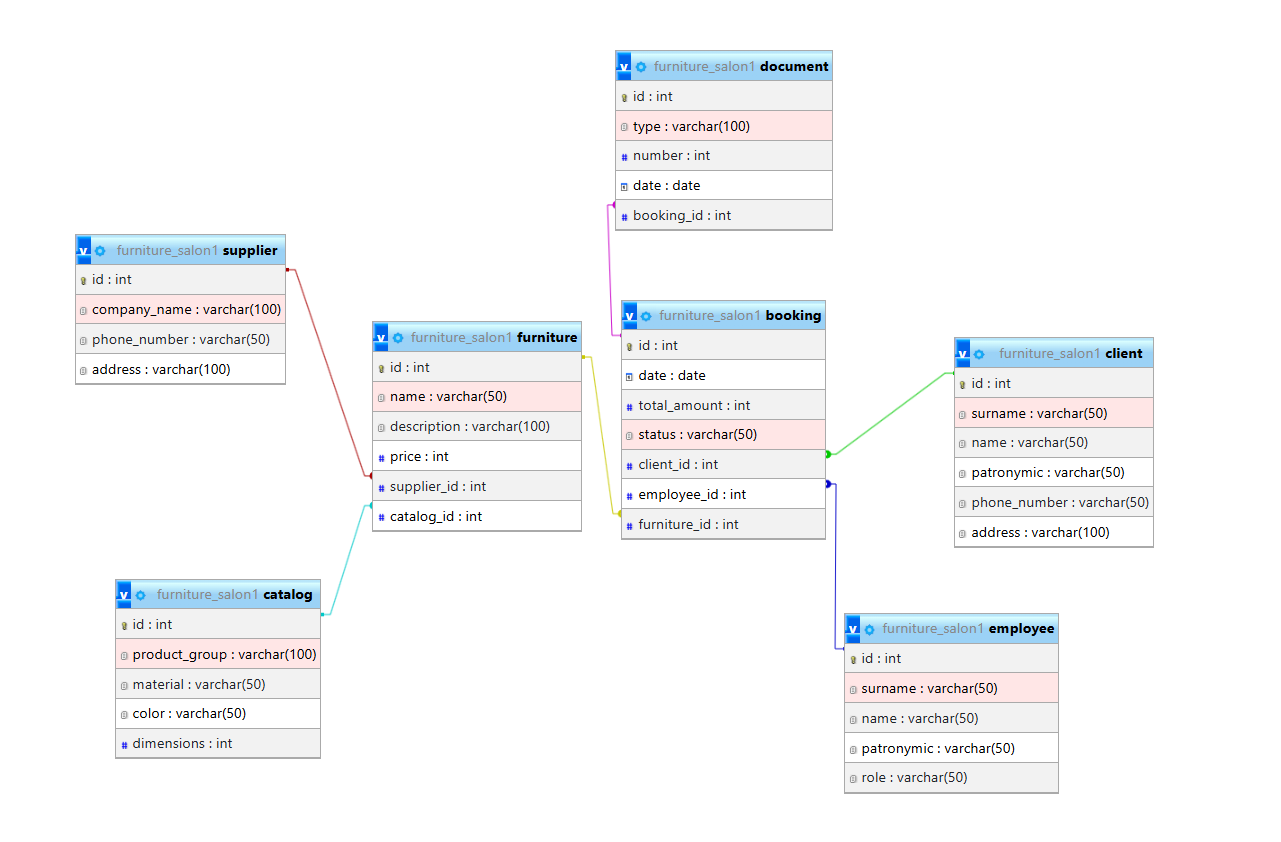 furniture_salon1 document
id : int
type : varchar(100)
number : int
date : date
booking_id : int
furniture_salon1 supplier
id : int
company_name : varchar(100)
phone_number : varchar(50)
address : varchar(100)
furniture_salon1 furniture
id : int
name : varchar(50)
description : varchar(100)
price : int
supplier_id : int
catalog_id : int
furniture_salon1 booking
id : int
date : date
total_amount : int
status : varchar(50)
client_id : int
employee_id : int
furniture_id : int
furniture_salon1 client
id : int
surname : varchar(50)
name : varchar(50)
patronymic : varchar(50)
phone_number : varchar(50)
address : varchar(100)
furniture_salon1 catalog
id : int
product_group : varchar(100)
material : varchar(50)
color : varchar(50)
dimensions : int
furniture_salon1 employee
id : int
surname : varchar(50)
name : varchar(50)
patronymic : varchar(50)
role : varchar(50)